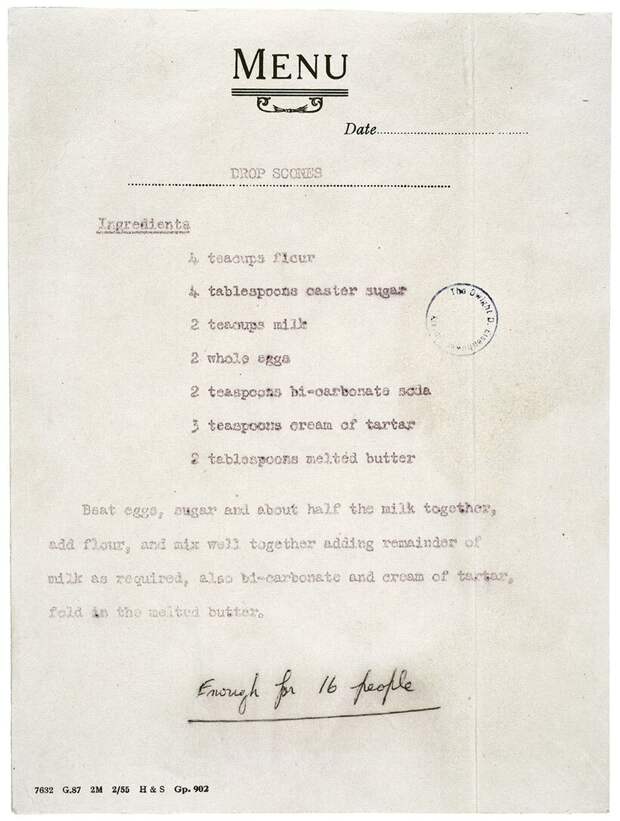 MENU
Date
DROP SCONES
Ingredients
4 teacups flour
4 tablespoons caster sugar
2 teacups milk
2 whole eggs
2 teaspoons bi-carbonate soda
3 teaspoons cream of tartar
2 tablespoons melted butter
The Dwight D. Eisenhower
Beat eggs, sugar and about half the milk together,
add flour, and mix well together adding remainder of
milk as required, also bi-carbonate and cream of tartar,
fold in the melted butter.
Enough for 16 people
7632 G.87 2M 2/55 H & S Gp. 902